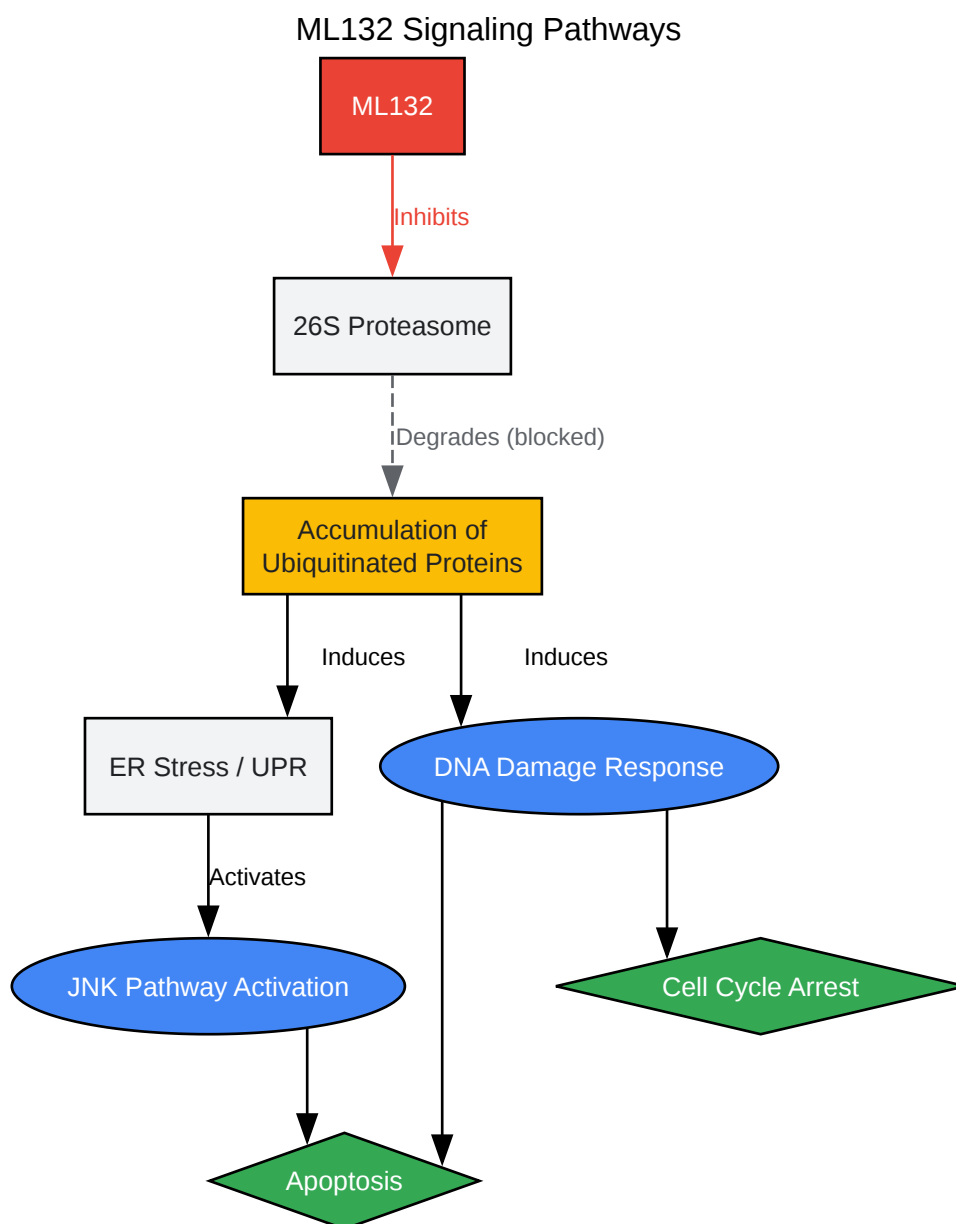 ML132 Signaling Pathways
ML132
Inhibits
26S Proteasome
Degrades (blocked)
Accumulation of
Ubiquitinated Proteins
Induces
Induces
ER Stress / UPR
DNA Damage Response
Activates
JNK Pathway Activation
Cell Cycle Arrest
Apoptosis